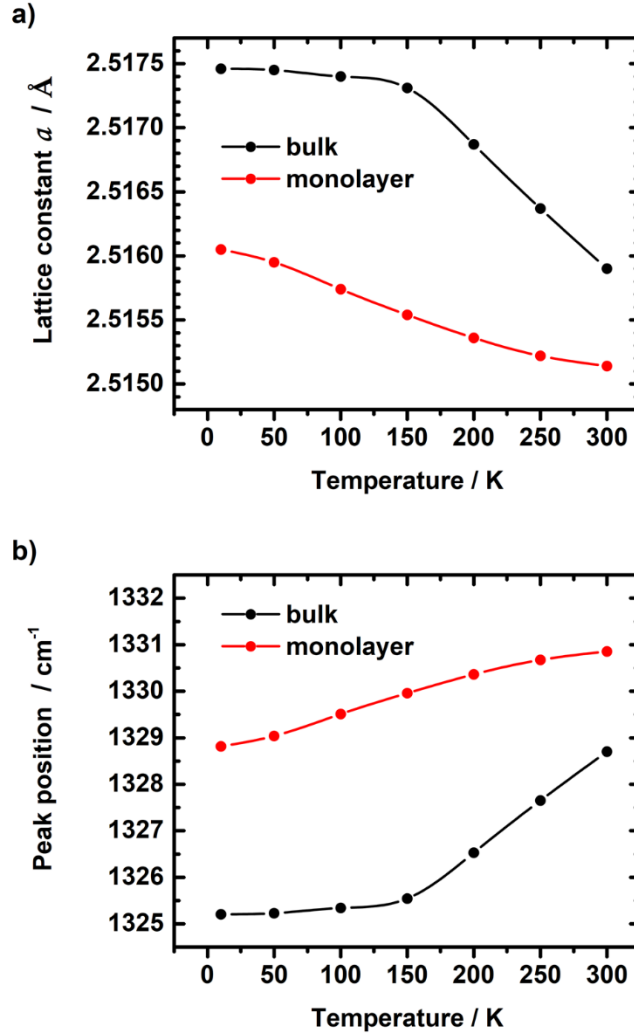 a)
2.5175
2.5170
2.5165
2.5160
2.5155
2.5150
Lattice constant a / Å
bulk
monolayer
0 50 100 150 200 250 300
Temperature / K
b)
1332
1331
1330
1329
1328
1327
1326
1325
Peak position / cm⁻¹
bulk
monolayer
0 50 100 150 200 250 300
Temperature / K